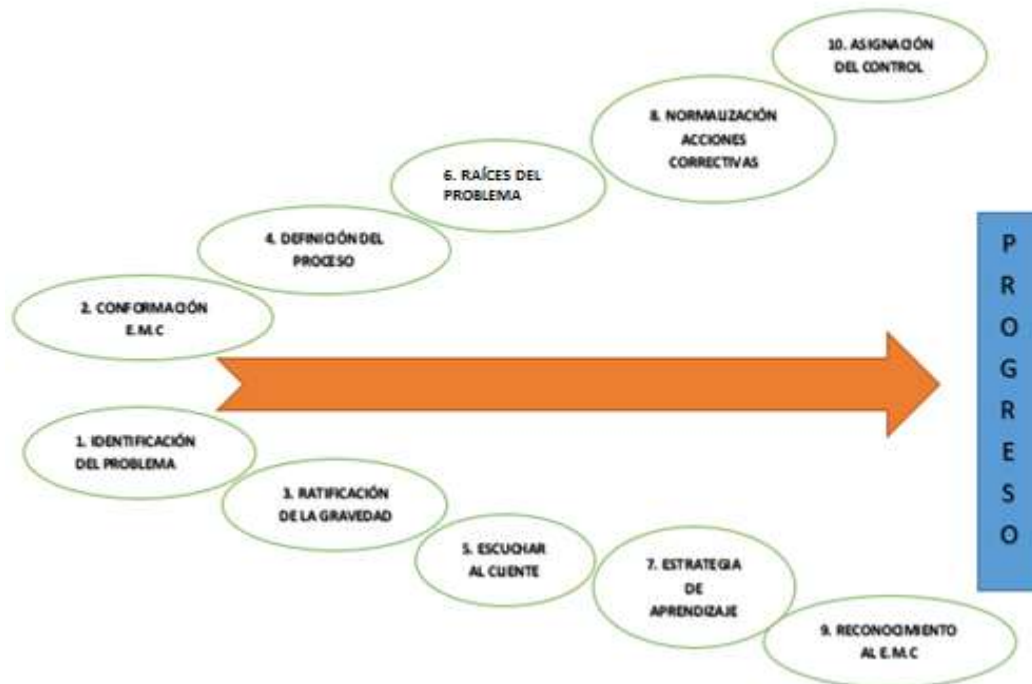 10. ASIGNACIÓN
DEL CONTROL
8. NORMALIZACIÓN
ACCIONES
CORRECTIVAS
6. RAÍCES DEL
PROBLEMA
4. DEFINICIÓN DEL
PROCESO
2. CONFORMACIÓN
E.M.C
1. IDENTIFICACIÓN
DEL PROBLEMA
3. RATIFICACIÓN
DE LA GRAVEDAD
5. ESCUCHAR
AL CLIENTE
7. ESTRATEGIA
DE
APRENDIZAJE
9. RECONOCIMIENTO
AL E.M.C
P
R
O
G
R
E
S
O